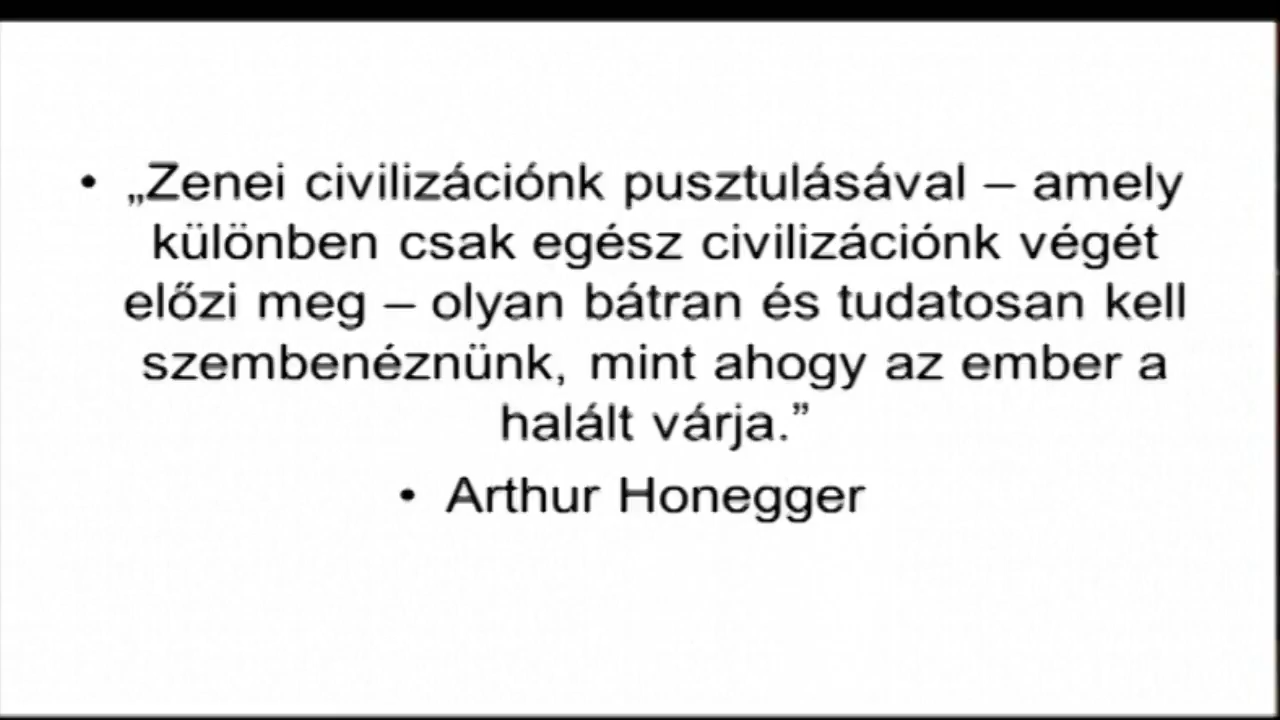 • „Zenei civilizációnk pusztulásával – amely
különben csak egész civilizációnk végét
előzi meg – olyan bátran és tudatosan kell
szembenéznünk, mint ahogy az ember a
halált várja.”
• Arthur Honegger